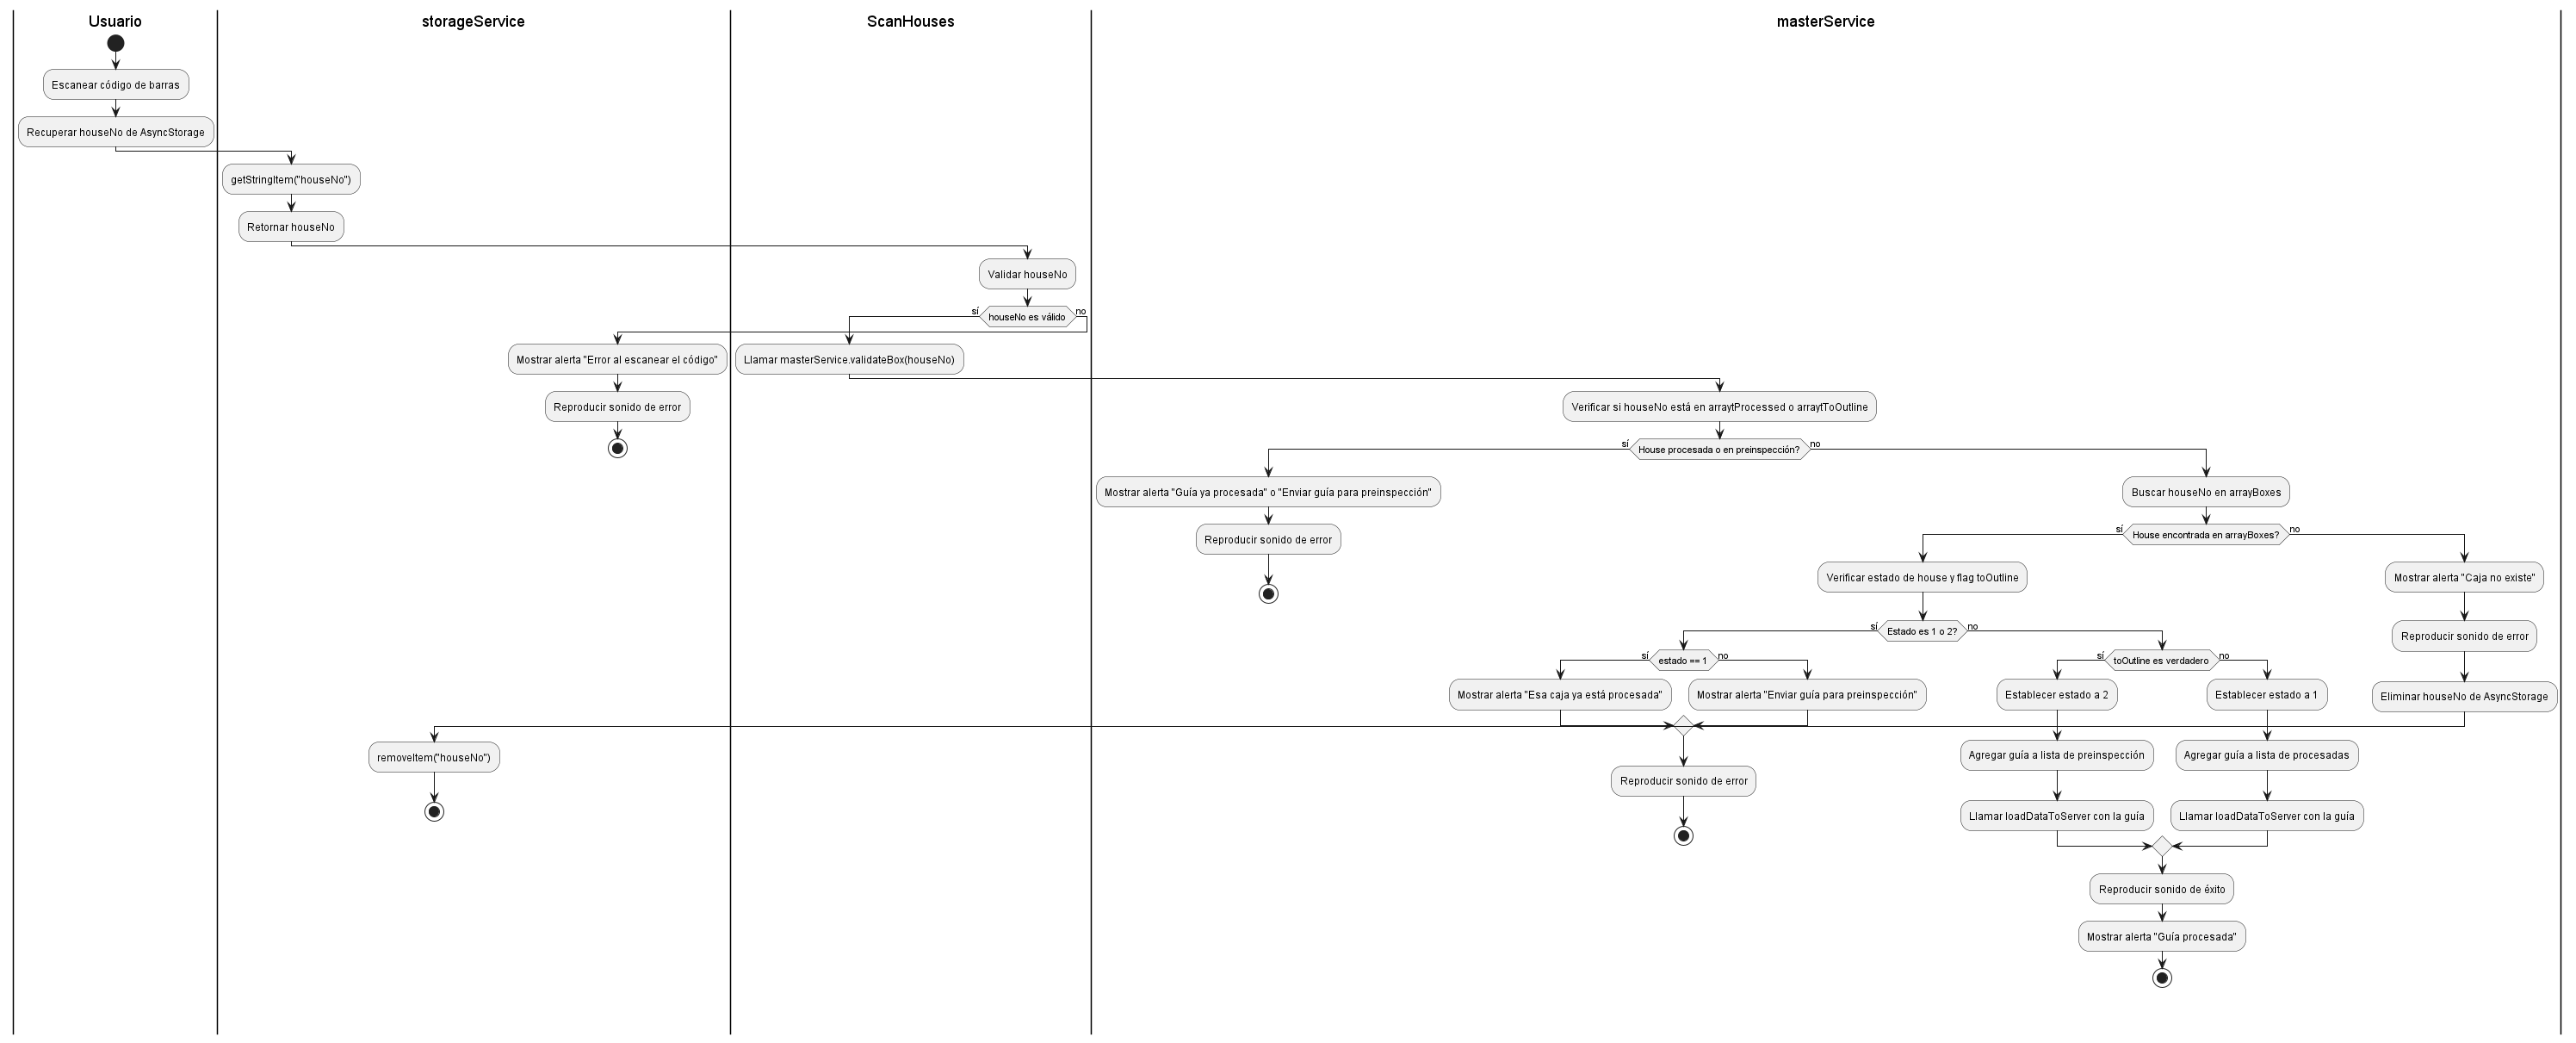 Usuario
storageService
ScanHouses
masterService
Escanear código de barras
Recuperar houseNo de AsyncStorage
getStringItem("houseNo")
Retornar houseNo
Validar houseNo
sí
houseNo es válido
no
Mostrar alerta "Error al escanear el código"
Llamar masterService.validateBox(houseNo)
Reproducir sonido de error
Verificar si houseNo está en arraytProcessed o arraytToOutline
sí
House procesada o en preinspección?
no
Mostrar alerta "Guía ya procesada" o "Enviar guía para preinspección"
Buscar houseNo en arrayBoxes
Reproducir sonido de error
sí
House encontrada en arrayBoxes?
no
Verificar estado de house y flag toOutline
Mostrar alerta "Caja no existe"
sí
Estado es 1 o 2?
no
Reproducir sonido de error
sí
estado == 1
no
sí
toOutline es verdadero
no
Mostrar alerta "Esa caja ya está procesada"
Mostrar alerta "Enviar guía para preinspección"
Establecer estado a 2
Establecer estado a 1
Eliminar houseNo de AsyncStorage
removeItem("houseNo")
Agregar guía a lista de preinspección
Agregar guía a lista de procesadas
Reproducir sonido de error
Llamar loadDataToServer con la guía
Llamar loadDataToServer con la guía
Reproducir sonido de éxito
Mostrar alerta "Guía procesada"